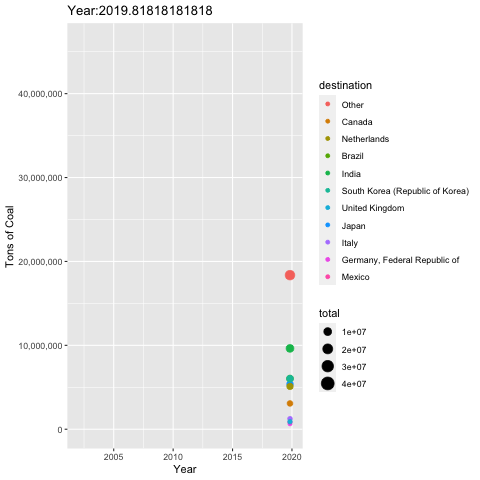 Year:2019.81818181818
40,000,000
30,000,000
20,000,000
10,000,000
0
Tons of Coal
2005 2010 2015 2020
Year
destination
Other
Canada
Netherlands
Brazil
India
South Korea (Republic of Korea)
United Kingdom
Japan
Italy
Germany, Federal Republic of
Mexico
total
1e+07
2e+07
3e+07
4e+07